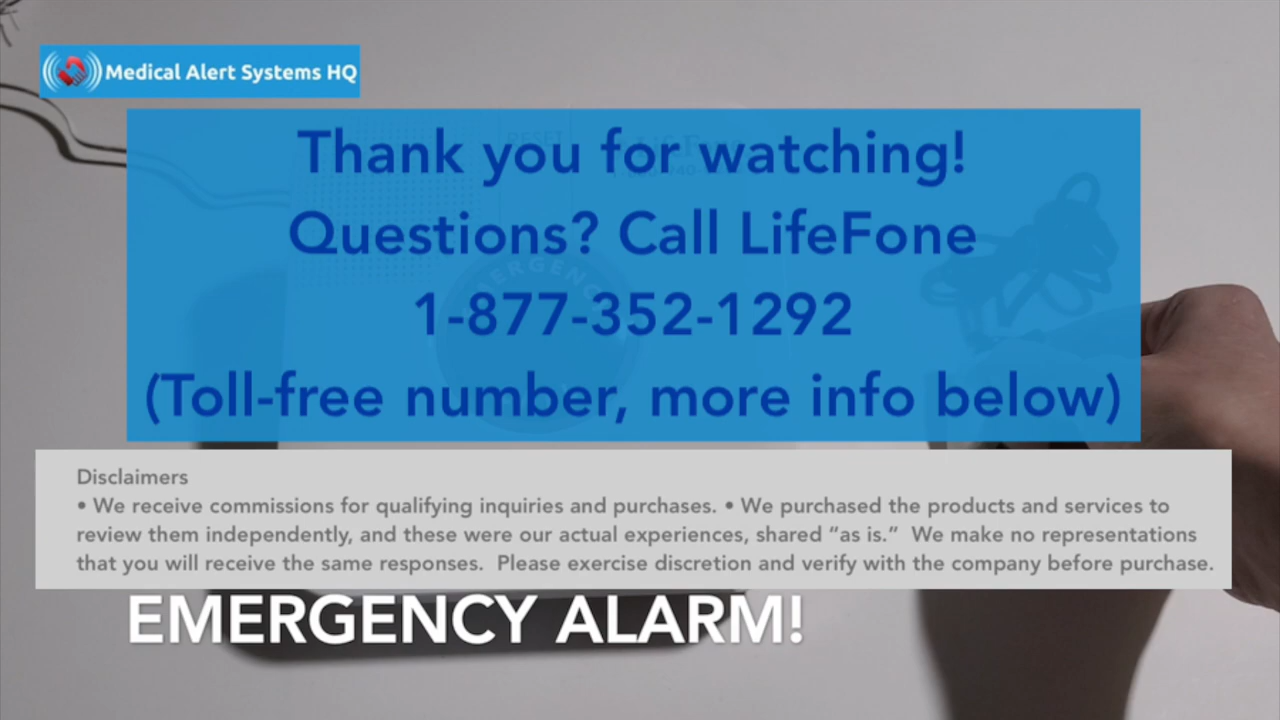 Medical Alert Systems HQ
Thank you for watching!
Questions? Call LifeFone
1-877-352-1292
(Toll-free number, more info below)
Disclaimers
• We receive commissions for qualifying inquiries and purchases. • We purchased the products and services to
review them independently, and these were our actual experiences, shared “as is.”  We make no representations
that you will receive the same responses.  Please exercise discretion and verify with the company before purchase.
EMERGENCY ALARM!